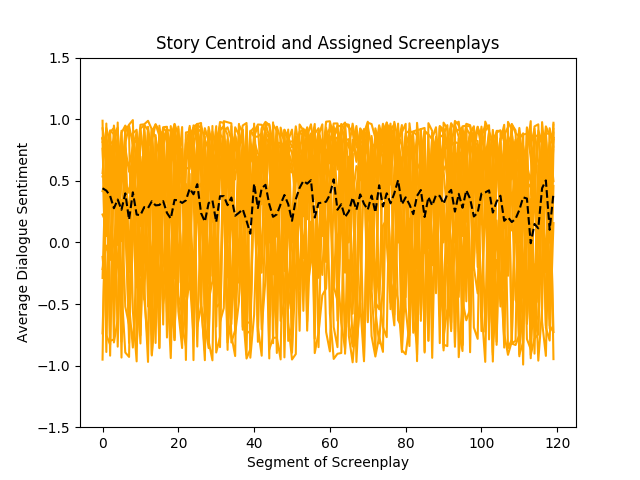 Story Centroid and Assigned Screenplays
1.5
1.0
0.5
0.0
−0.5
−1.0
−1.5
Average Dialogue Sentiment
0 20 40 60 80 100 120
Segment of Screenplay